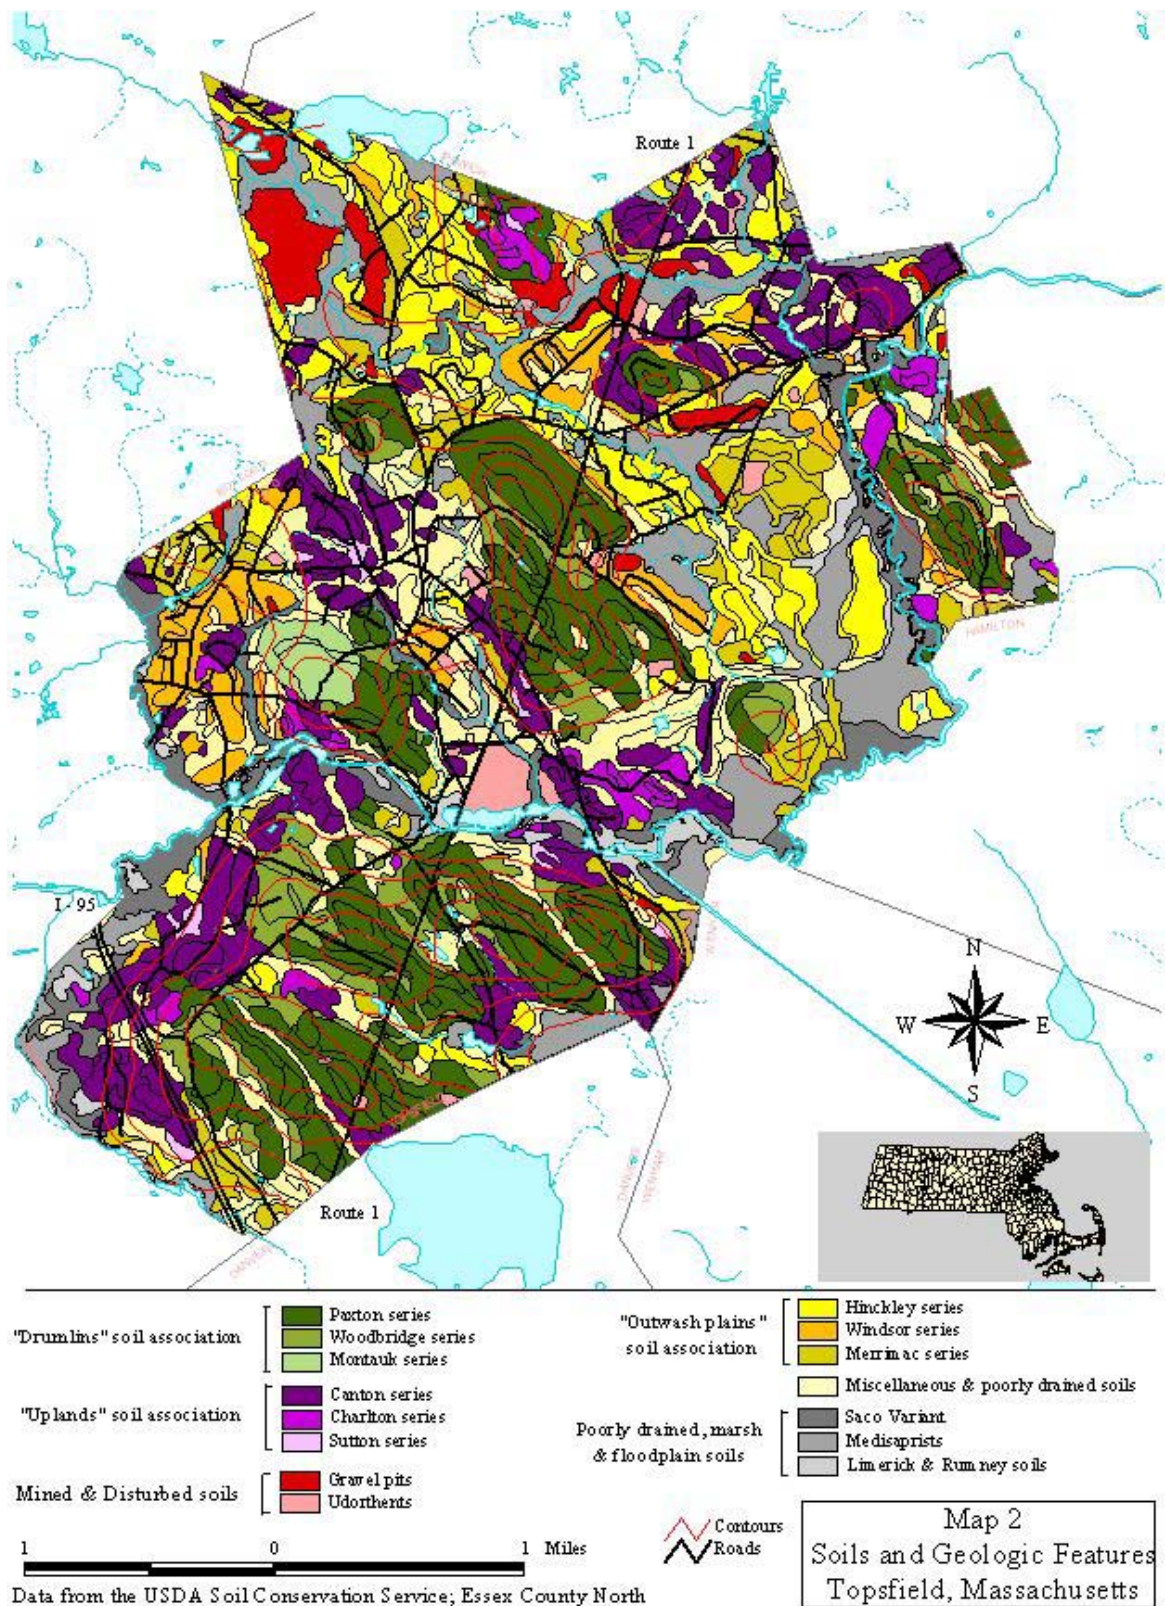 Route 1
HAMILTON
I-95
N
W E
S
DANVERS
WENHAM
Route 1
"Drumlins" soil association
Paxton series
Woodbridge series
Montauk series
"Uplands" soil association
Canton series
Charlton series
Sutton series
Mined & Disturbed soils
Gravel pits
Udorthents
"Outwash plains"
soil association
Hinckley series
Windsor series
Merrimac series
Miscellaneous & poorly drained soils
Poorly drained, marsh
& floodplain soils
Saco Variant
Medisaprists
Limerick & Rumney soils
1 0 1 Miles
Data from the USDA Soil Conservation Service; Essex County North
Contours
Roads
Map 2
Soils and Geologic Features
Topsfield, Massachusetts